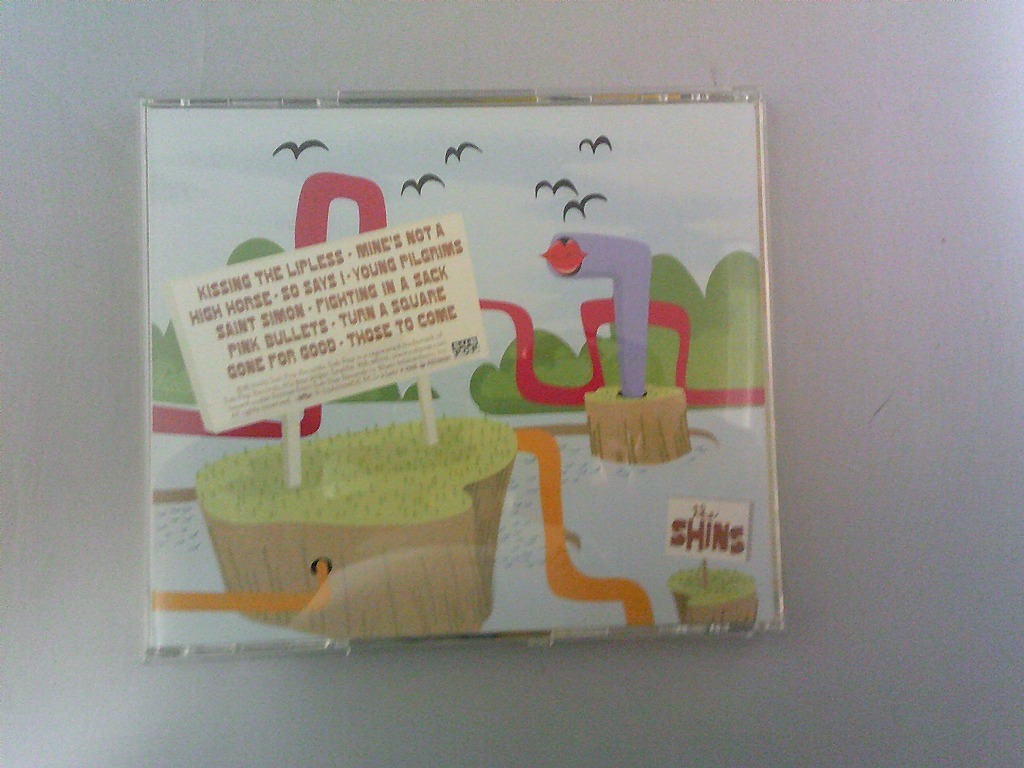 KISSING THE LIPLESS · MINE'S NOT A
HIGH HORSE · SO SAYS I · YOUNG PILGRIMS
SAINT SIMON · FIGHTING IN A SACK
PINK BULLETS · TURN A SQUARE
GONE FOR GOOD · THOSE TO COME
The
SHINS